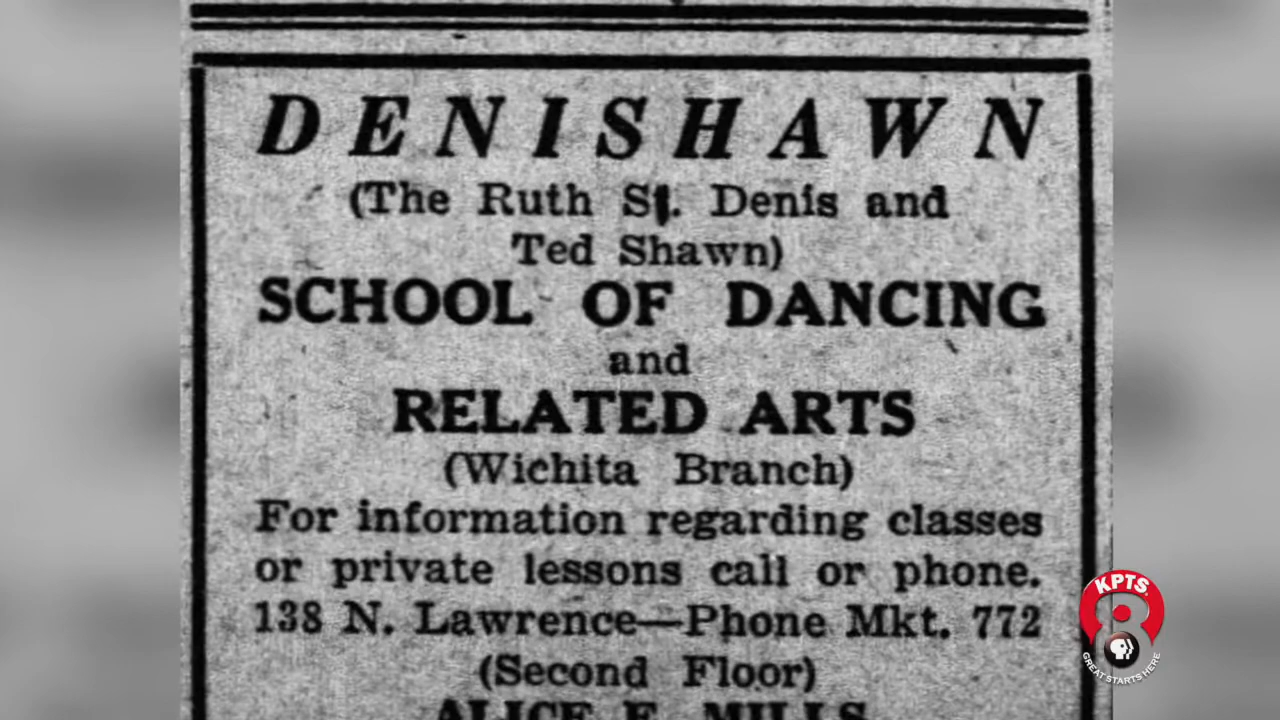 DENISHAWN
(The Ruth St. Denis and
Ted Shawn)
SCHOOL OF DANCING
and
RELATED ARTS
(Wichita Branch)
For information regarding classes
or private lessons call or phone.
138 N. Lawrence—Phone Mkt. 772
(Second Floor)
ALICE E. MILLS
KPTS.
8
GREAT STARTS HERE